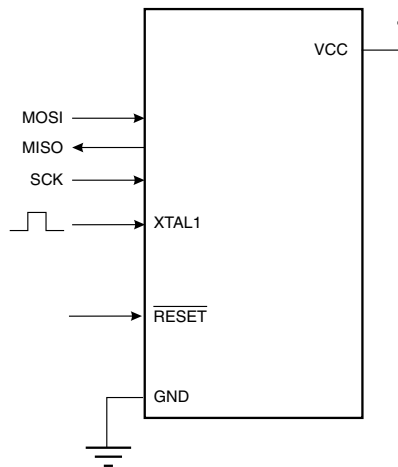 VCC
MOSI
MISO
SCK
XTAL1
RESET
GND